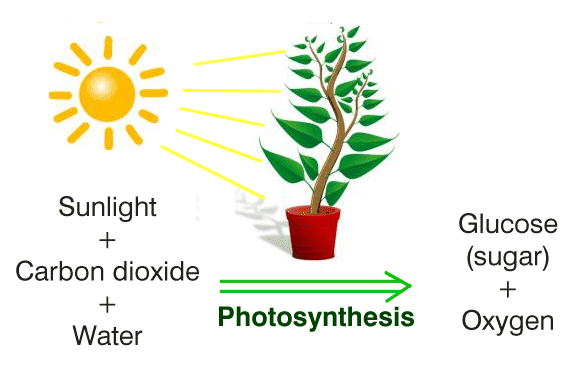 Sunlight
+
Carbon dioxide
+
Water
Photosynthesis
Glucose
(sugar)
+
Oxygen